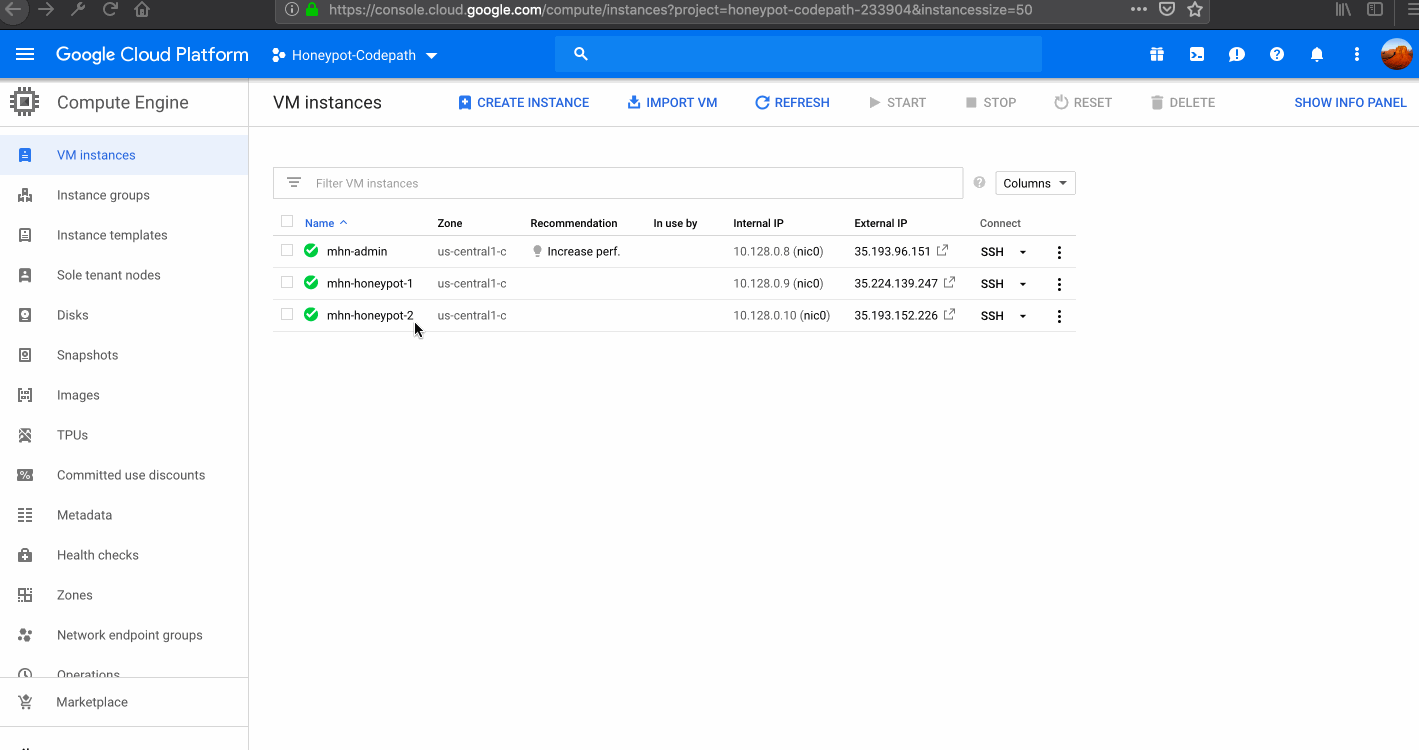 https://console.cloud.google.com/compute/instances?project=honeypot-codepath-233904&instancessize=50
Google Cloud Platform Honeypot-Codepath
Compute Engine
VM instances CREATE INSTANCE IMPORT VM REFRESH START STOP RESET DELETE SHOW INFO PANEL
VM instances
Instance groups
Instance templates
Sole tenant nodes
Disks
Snapshots
Images
TPUs
Committed use discounts
Metadata
Health checks
Zones
Network endpoint groups
Operations
Marketplace
Filter VM instances Columns
Name Zone Recommendation In use by Internal IP External IP Connect
mhn-admin us-central1-c Increase perf. 10.128.0.8 (nic0) 35.193.96.151 SSH
mhn-honeypot-1 us-central1-c 10.128.0.9 (nic0) 35.224.139.247 SSH
mhn-honeypot-2 us-central1-c 10.128.0.10 (nic0) 35.193.152.226 SSH